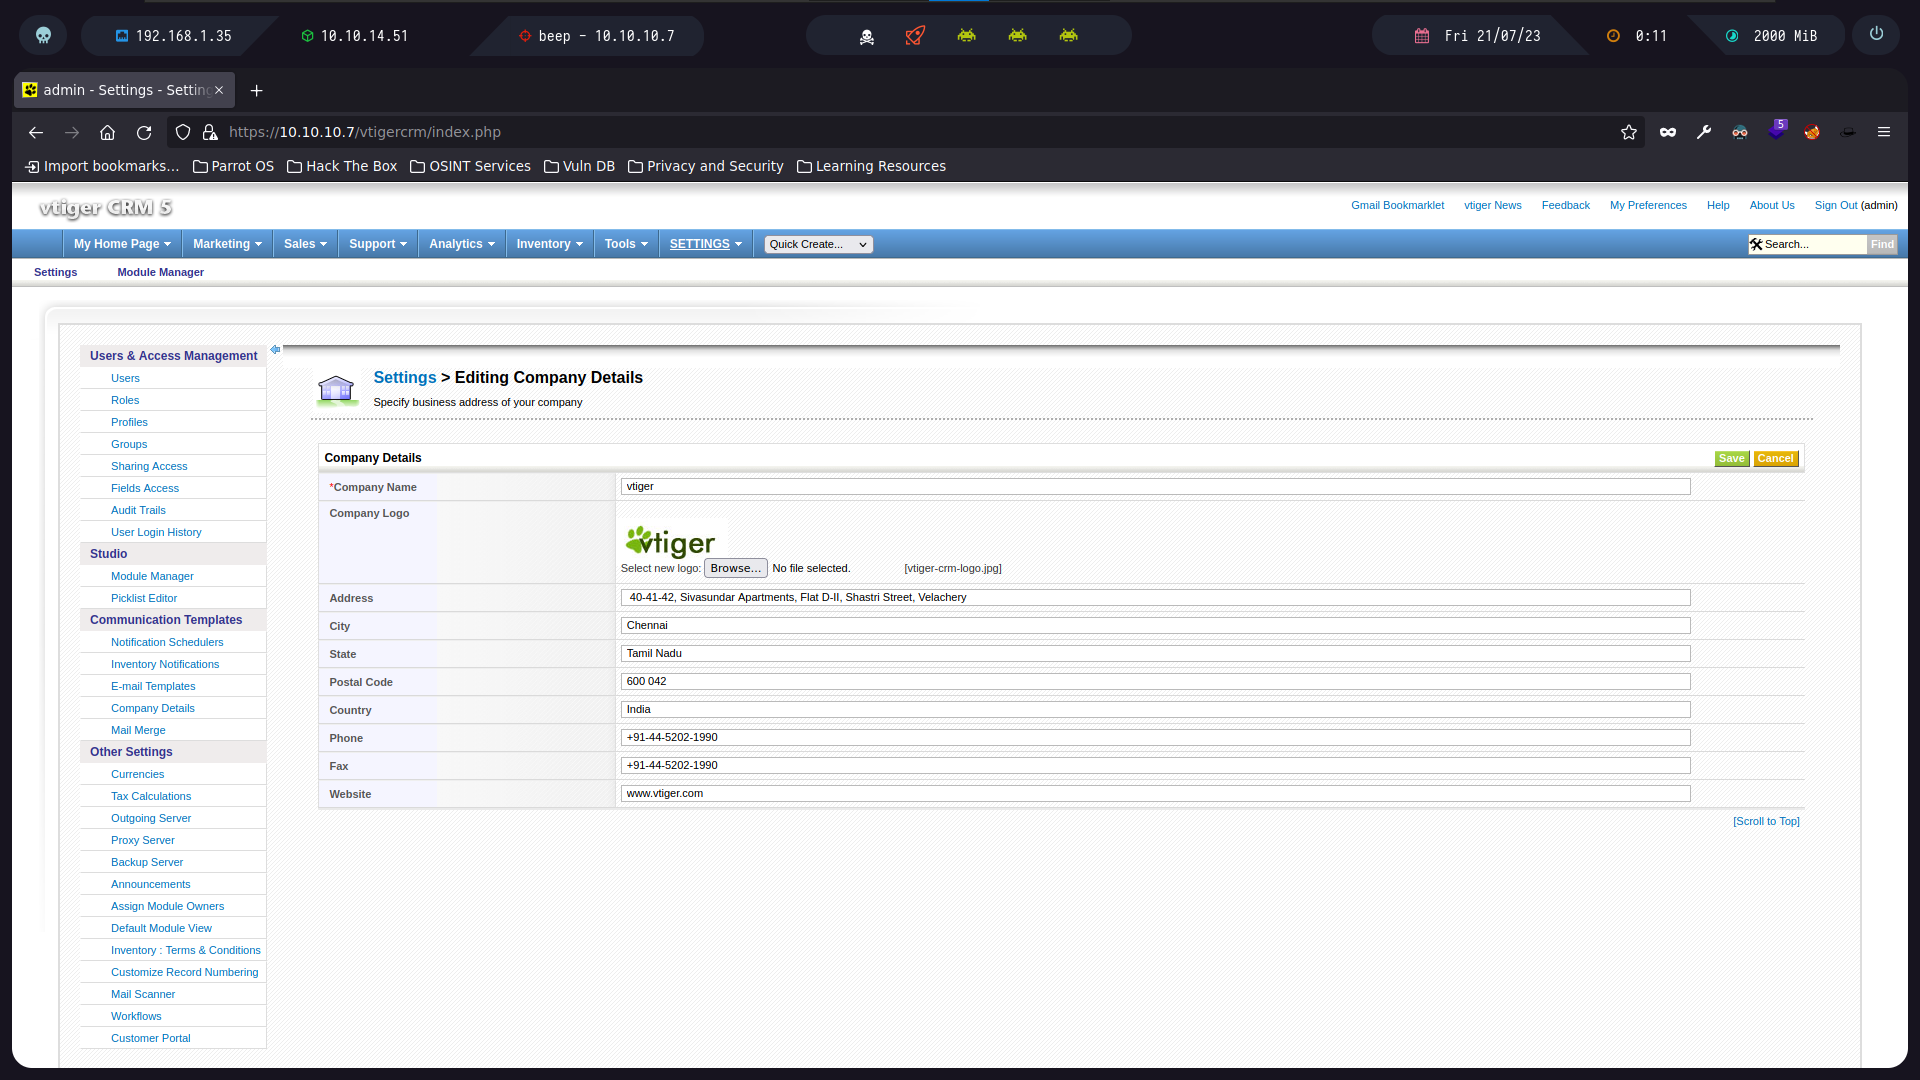 192.168.1.35
10.10.14.51
beep - 10.10.10.7
Fri 21/07/23
0:11
2000 MiB
admin - Settings - Setting
https://10.10.10.7/vtigercrm/index.php
5
Import bookmarks...
Parrot OS
Hack The Box
OSINT Services
Vuln DB
Privacy and Security
Learning Resources
vtiger CRM 5
Gmail Bookmarklet
vtiger News
Feedback
My Preferences
Help
About Us
Sign Out (admin)
My Home Page
Marketing
Sales
Support
Analytics
Inventory
Tools
SETTINGS
Quick Create...
Search...
Find
Settings
Module Manager
Users & Access Management
Users
Roles
Profiles
Groups
Sharing Access
Fields Access
Audit Trails
User Login History
Studio
Module Manager
Picklist Editor
Communication Templates
Notification Schedulers
Inventory Notifications
E-mail Templates
Company Details
Mail Merge
Other Settings
Currencies
Tax Calculations
Outgoing Server
Proxy Server
Backup Server
Announcements
Assign Module Owners
Default Module View
Inventory : Terms & Conditions
Customize Record Numbering
Mail Scanner
Workflows
Customer Portal
Settings > Editing Company Details
Specify business address of your company
Company Details
Save
Cancel
*Company Name
vtiger
Company Logo
vtiger
Select new logo: Browse... No file selected. [vtiger-crm-logo.jpg]
Address
40-41-42, Sivasundar Apartments, Flat D-II, Shastri Street, Velachery
City
Chennai
State
Tamil Nadu
Postal Code
600 042
Country
India
Phone
+91-44-5202-1990
Fax
+91-44-5202-1990
Website
www.vtiger.com
[Scroll to Top]